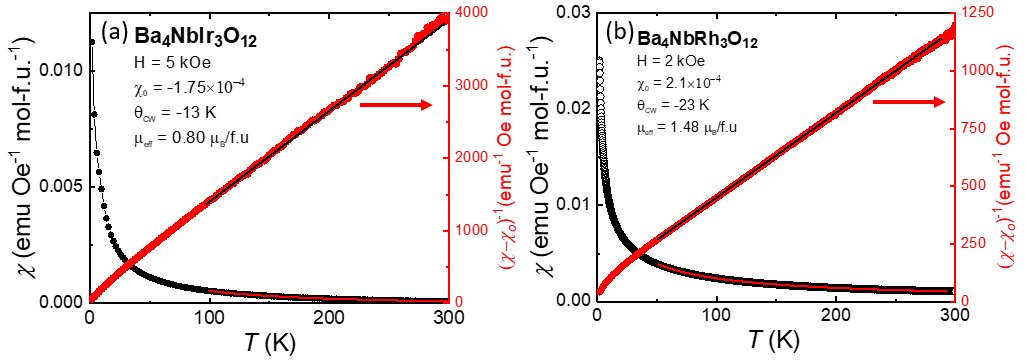 (a) Ba₄NbIr₃O₁₂
H = 5 kOe
χ₀ = -1.75×10⁻⁴
θCW = -13 K
μeff = 0.80 μB/f.u
χ (emu Oe⁻¹ mol-f.u.⁻¹)
0.010
0.005
0.000
0 100 200 300
T (K)
4000
3000
2000
1000
0
(χ–χ₀)⁻¹(emu⁻¹ Oe mol-f.u.)
(b) Ba₄NbRh₃O₁₂
H = 2 kOe
χ₀ = 2.1×10⁻⁴
θCW = -23 K
μeff = 1.48 μB/f.u
χ (emu Oe⁻¹ mol-f.u.⁻¹)
0.03
0.02
0.01
0.00
0 100 200 300
T (K)
1250
1000
750
500
250
0
(χ–χ₀)⁻¹(emu⁻¹ Oe mol-f.u.)